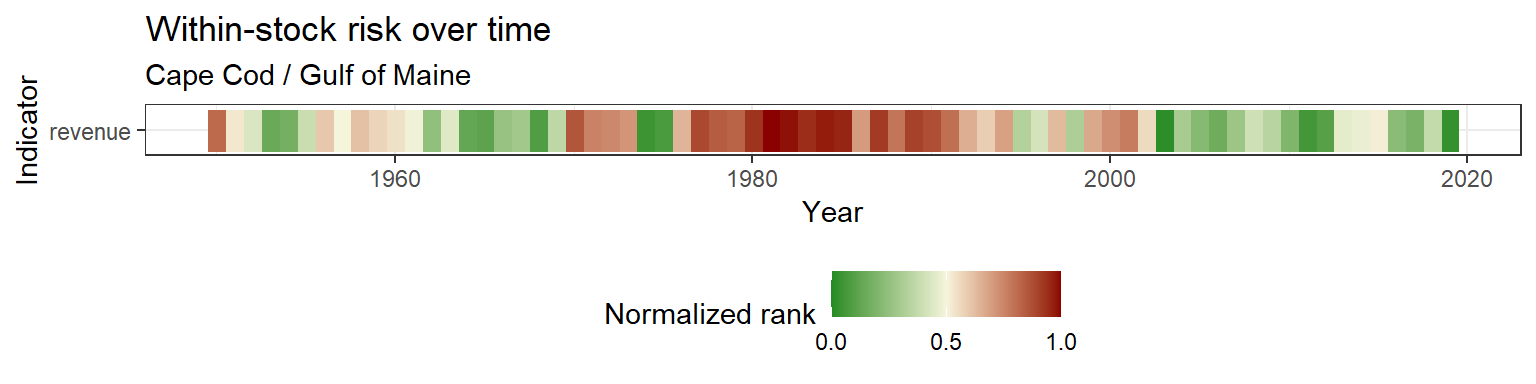 Within-stock risk over time
Cape Cod / Gulf of Maine
Indicator
revenue
1960 1980 2000 2020
Year
Normalized rank
0.0 0.5 1.0